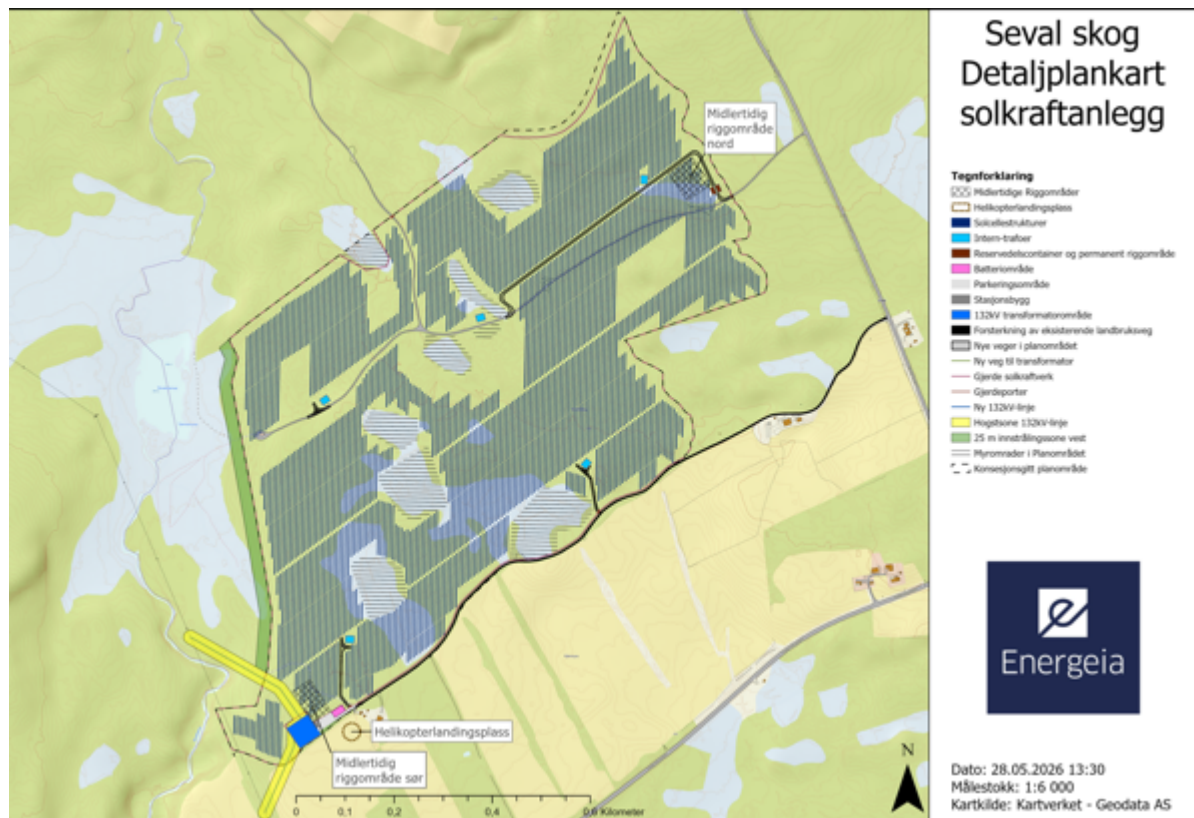 Seval skog
Detaljplankart
solkraftanlegg
Tegnforklaring
Midlertidige Riggområder
Helikopterlandingsplass
Solcellestrukturer
Intern-trafoer
Reservedelscontainer og permanent riggområde
Batteriområde
Parkeringsområde
Stasjonsbygg
132kV transformatorområde
Forsterkning av eksisterende landbruksveg
Nye veger i planområdet
Ny veg til transformator
Gjerde solkraftverk
Gjerdeporter
Ny 132kV-linje
Hogstsone 132kV-linje
25 m innstrålingssone vest
Myrområder i Planområdet
Konsesjonsgitt planområde
Midlertidig
riggområde
nord
Helikopterlandingsplass
Midlertidig
riggområde sør
0 0,1 0,2 0,4 0,6 Kilometer
N
Energeia
Dato: 28.05.2026 13:30
Målestokk: 1:6 000
Kartkilde: Kartverket - Geodata AS